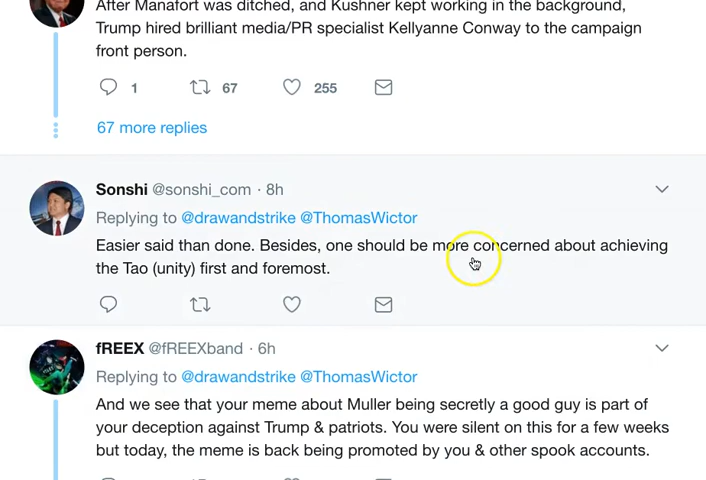 After Manafort was ditched, and Kushner kept working in the background,
Trump hired brilliant media/PR specialist Kellyanne Conway to the campaign
front person.
1 67 255
67 more replies
Sonshi @sonshi_com · 8h
Replying to @drawandstrike @ThomasWictor
Easier said than done. Besides, one should be more concerned about achieving
the Tao (unity) first and foremost.
fREEX @fREEXband · 6h
Replying to @drawandstrike @ThomasWictor
And we see that your meme about Muller being secretly a good guy is part of
your deception against Trump & patriots. You were silent on this for a few weeks
but today, the meme is back being promoted by you & other spook accounts.